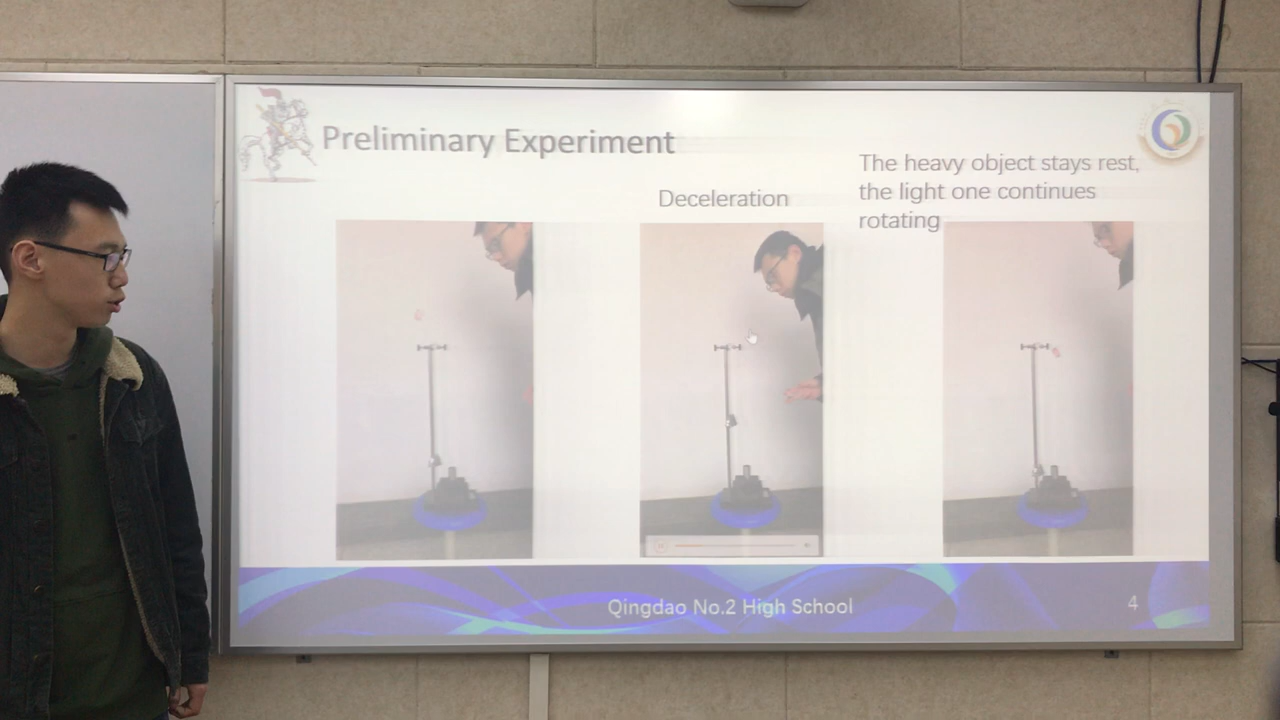 Preliminary Experiment
Deceleration
The heavy object stays rest,
the light one continues
rotating
Qingdao No.2 High School
4